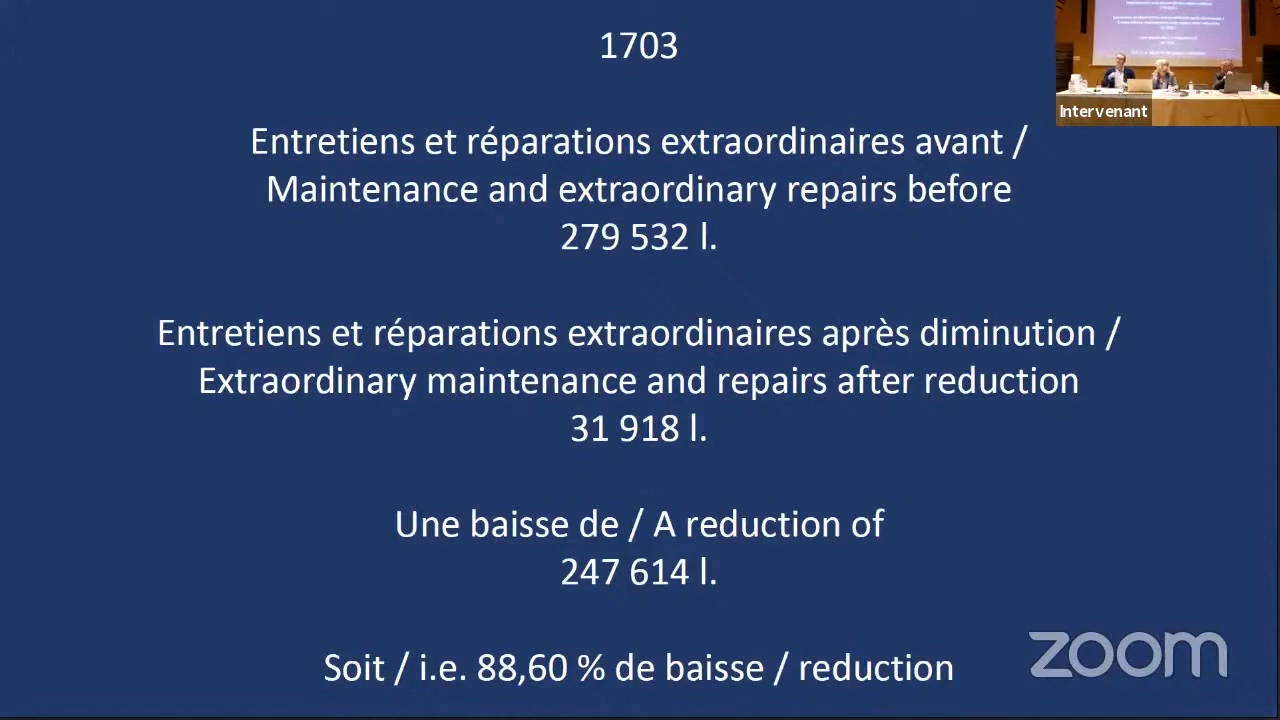 1703
Entretiens et réparations extraordinaires avant /
Maintenance and extraordinary repairs before
279 532 l.
Entretiens et réparations extraordinaires après diminution /
Extraordinary maintenance and repairs after reduction
31 918 l.
Une baisse de / A reduction of
247 614 l.
Soit / i.e. 88,60 % de baisse / reduction
Intervenant
zoom